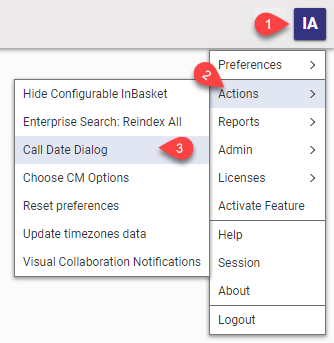 1
IA
Preferences
2
Actions
Reports
Admin
Licenses
Activate Feature
Help
Session
About
Logout
Hide Configurable InBasket
Enterprise Search: Reindex All
Call Date Dialog
3
Choose CM Options
Reset preferences
Update timezones data
Visual Collaboration Notifications